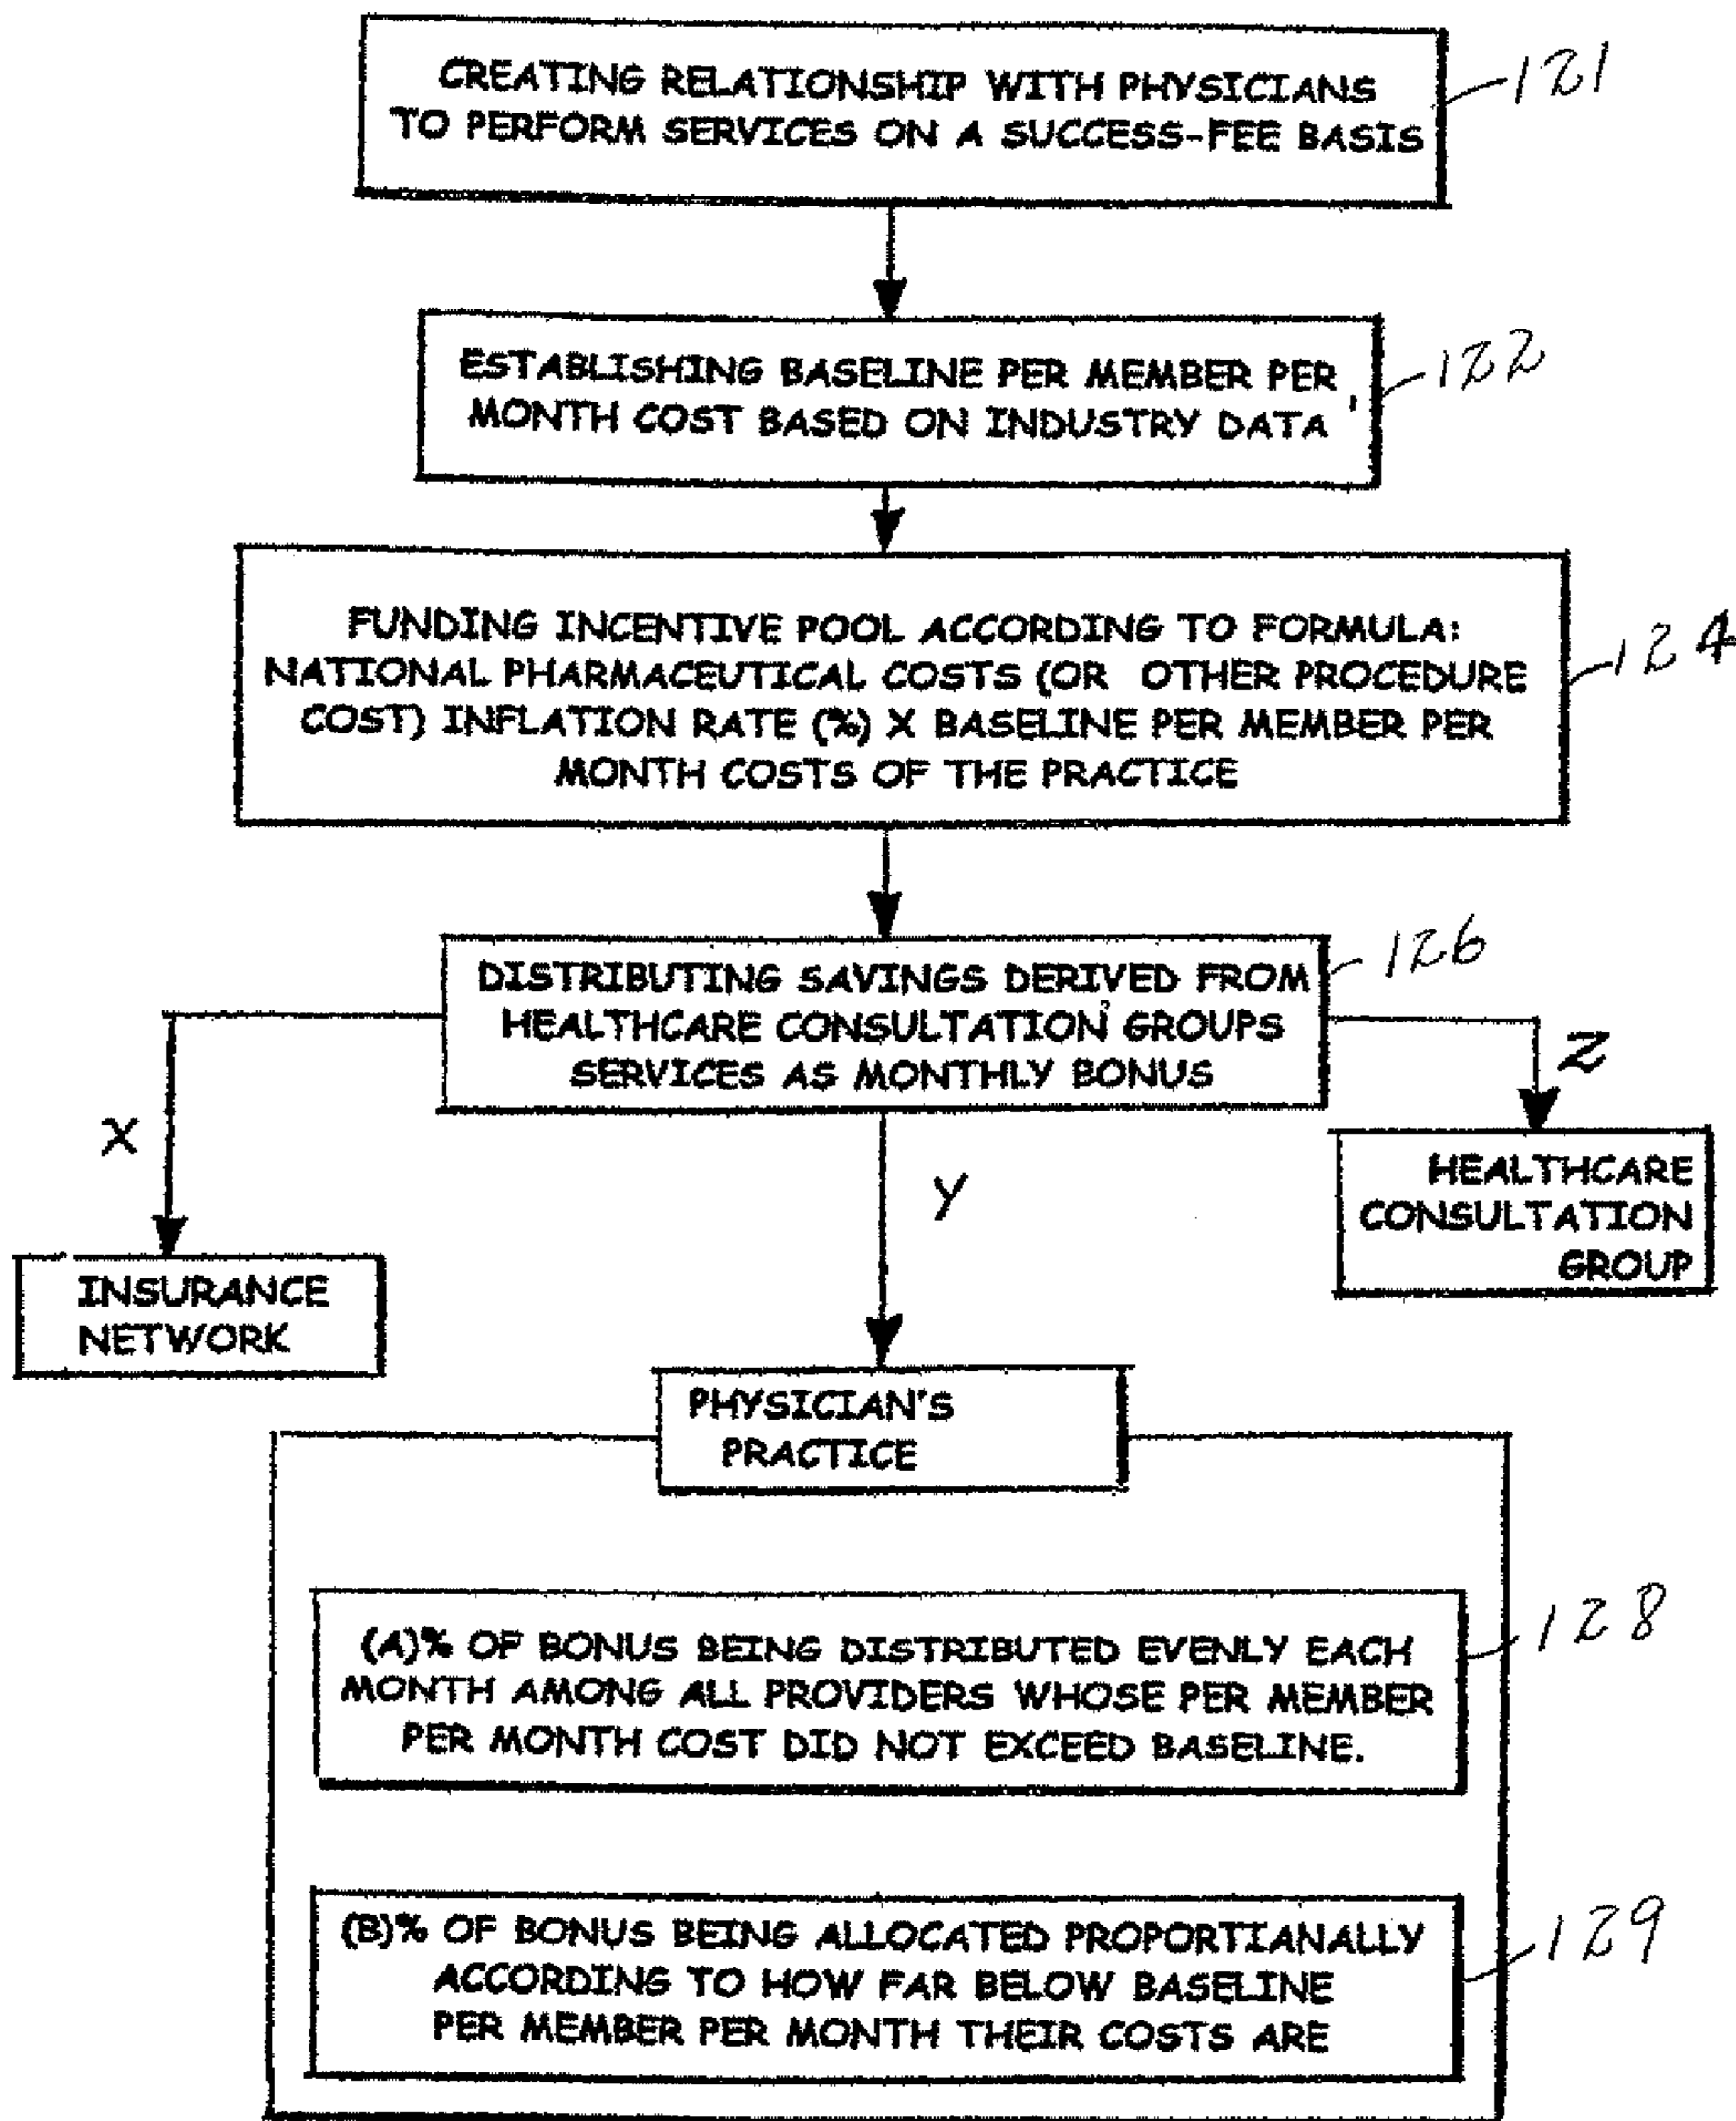 CREATING RELATIONSHIP WITH PHYSICIANS
TO PERFORM SERVICES ON A SUCCESS-FEE BASIS
121
ESTABLISHING BASELINE PER MEMBER PER
MONTH COST BASED ON INDUSTRY DATA
122
FUNDING INCENTIVE POOL ACCORDING TO FORMULA:
NATIONAL PHARMACEUTICAL COSTS (OR OTHER PROCEDURE
COST) INFLATION RATE (%) X BASELINE PER MEMBER PER
MONTH COSTS OF THE PRACTICE
124
DISTRIBUTING SAVINGS DERIVED FROM
HEALTHCARE CONSULTATION GROUPS
SERVICES AS MONTHLY BONUS
126
X
Y
Z
HEALTHCARE
CONSULTATION
GROUP
INSURANCE
NETWORK
PHYSICIAN'S
PRACTICE
(A)% OF BONUS BEING DISTRIBUTED EVENLY EACH
MONTH AMONG ALL PROVIDERS WHOSE PER MEMBER
PER MONTH COST DID NOT EXCEED BASELINE.
128
(B)% OF BONUS BEING ALLOCATED PROPORTIANALLY
ACCORDING TO HOW FAR BELOW BASELINE
PER MEMBER PER MONTH THEIR COSTS ARE
129